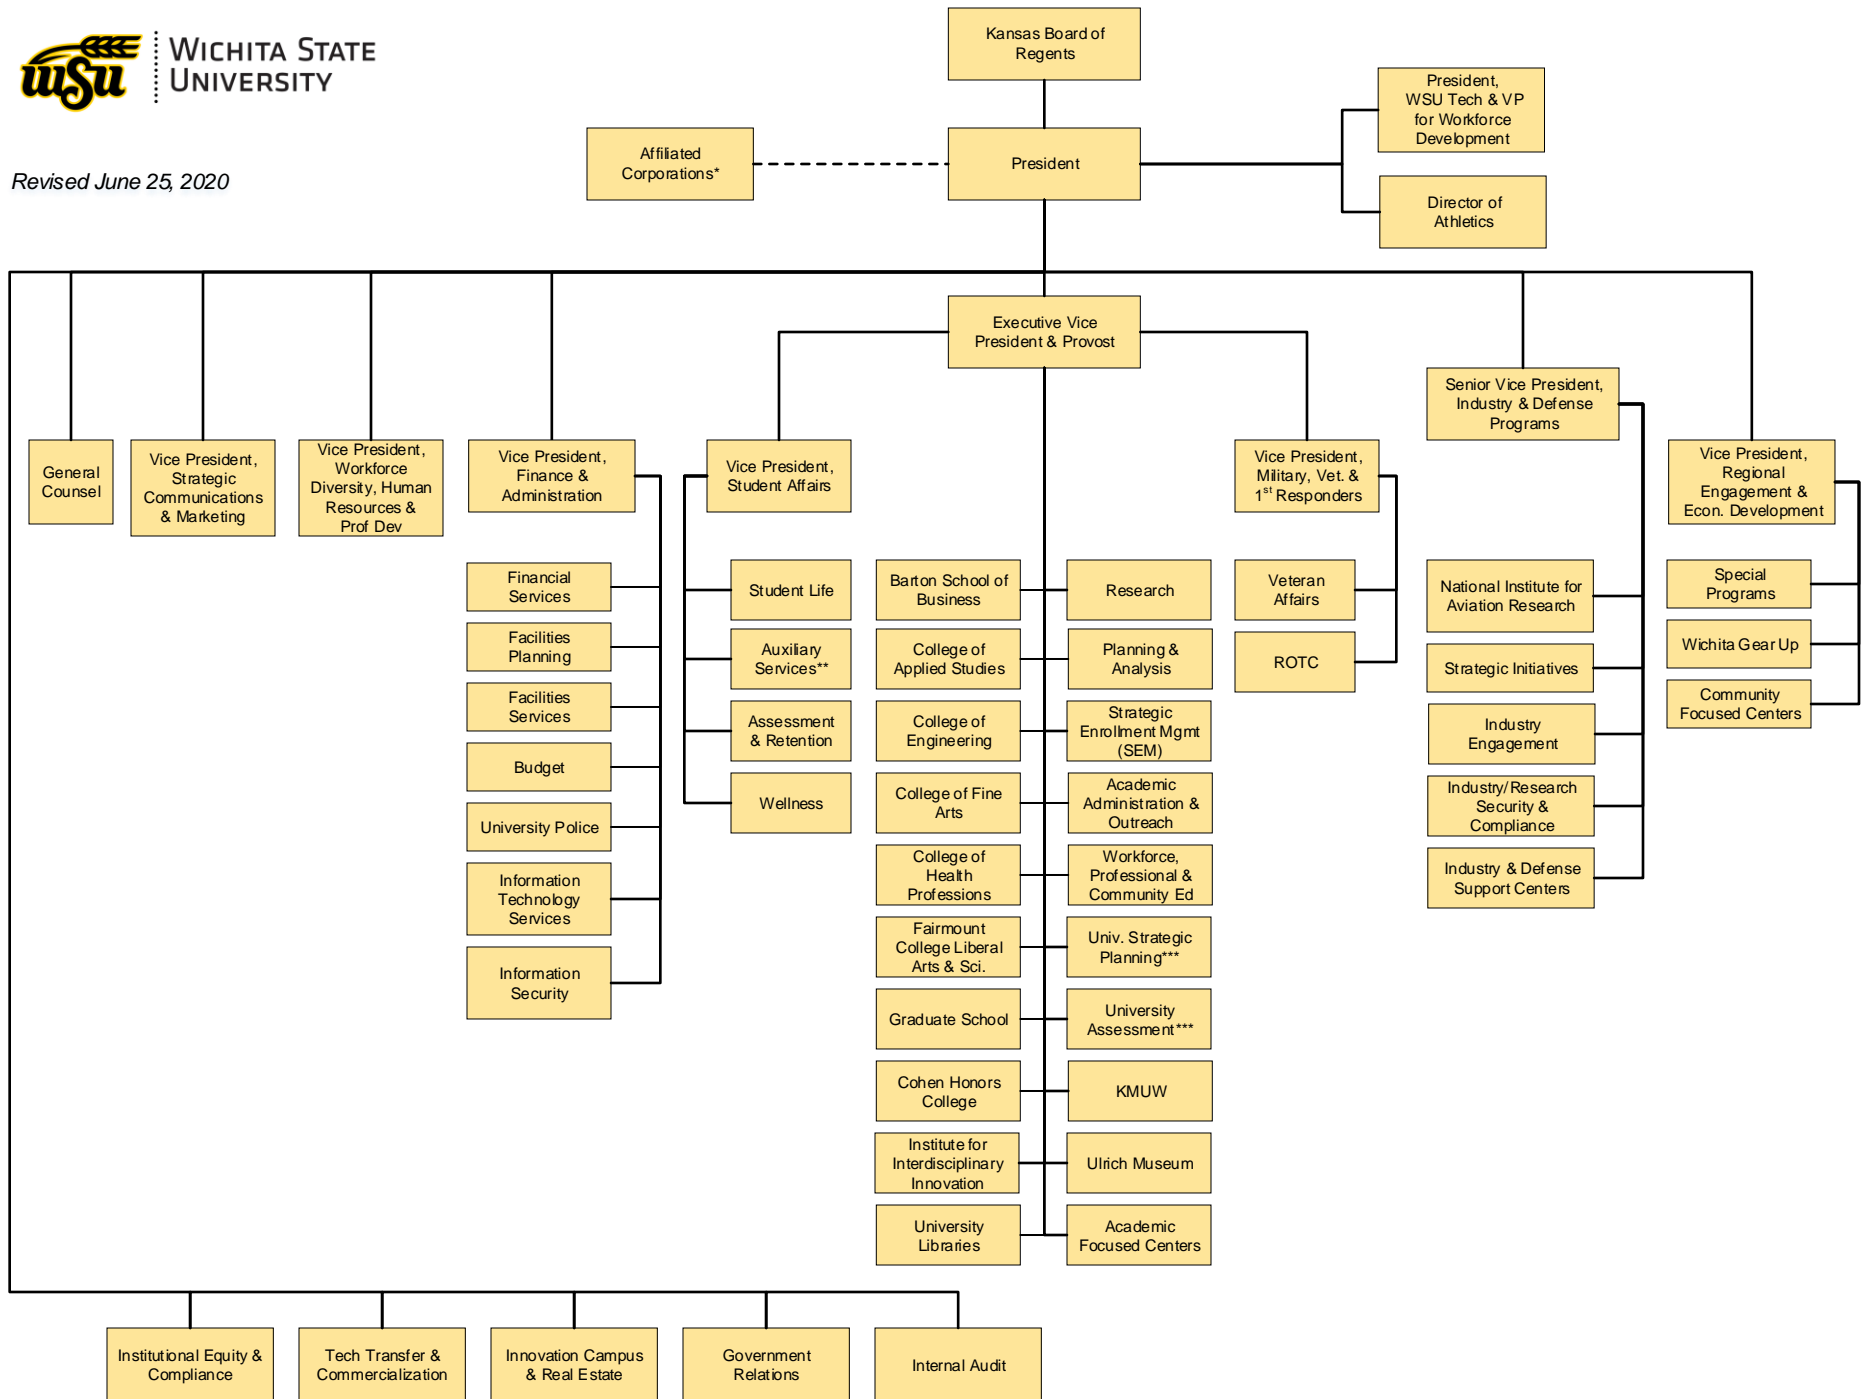 wsu
WICHITA STATE
UNIVERSITY
Revised June 25, 2020
Kansas Board of
Regents
President,
WSU Tech & VP
for Workforce
Development
Affiliated
Corporations*
President
Director of
Athletics
Executive Vice
President & Provost
Senior Vice President,
Industry & Defense
Programs
General
Counsel
Vice President,
Strategic
Communications
& Marketing
Vice President,
Workforce
Diversity, Human
Resources &
Prof Dev
Vice President,
Finance &
Administration
Vice President,
Student Affairs
Vice President,
Military, Vet. &
1st Responders
Vice President,
Regional
Engagement &
Econ. Development
Financial
Services
Facilities
Planning
Facilities
Services
Budget
University Police
Information
Technology
Services
Information
Security
Student Life
Auxiliary
Services**
Assessment
& Retention
Wellness
Barton School of
Business
College of
Applied Studies
College of
Engineering
College of Fine
Arts
College of
Health
Professions
Fairmount
College Liberal
Arts & Sci.
Graduate School
Cohen Honors
College
Institute for
Interdisciplinary
Innovation
University
Libraries
Research
Planning &
Analysis
Strategic
Enrollment Mgmt
(SEM)
Academic
Administration &
Outreach
Workforce,
Professional &
Community Ed
Univ. Strategic
Planning***
University
Assessment***
KMUW
Ulrich Museum
Academic
Focused Centers
Veteran
Affairs
ROTC
National Institute for
Aviation Research
Strategic Initiatives
Industry
Engagement
Industry/Research
Security &
Compliance
Industry & Defense
Support Centers
Special
Programs
Wichita Gear Up
Community
Focused Centers
Institutional Equity &
Compliance
Tech Transfer &
Commercialization
Innovation Campus
& Real Estate
Government
Relations
Internal Audit